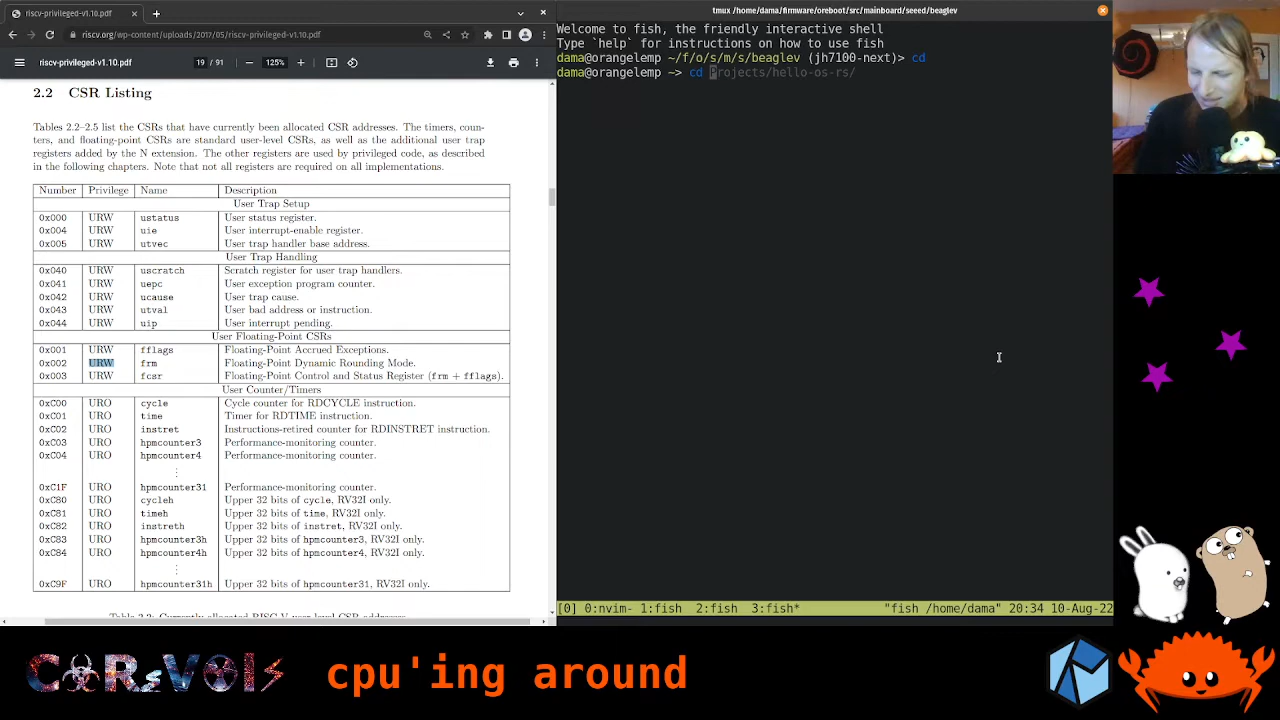 riscv-privileged-v1.10.pdf
riscv.org/wp-content/uploads/2017/05/riscv-privileged-v1.10.pdf
riscv-privileged-v1.10.pdf 19 / 91 125%
2.2 CSR Listing
Tables 2.2–2.5 list the CSRs that have currently been allocated CSR addresses. The timers, coun-
ters, and floating-point CSRs are standard user-level CSRs, as well as the additional user trap
registers added by the N extension. The other registers are used by privileged code, as described
in the following chapters. Note that not all registers are required on all implementations.
Number Privilege Name Description
User Trap Setup
0x000 URW ustatus User status register.
0x004 URW uie User interrupt-enable register.
0x005 URW utvec User trap handler base address.
User Trap Handling
0x040 URW uscratch Scratch register for user trap handlers.
0x041 URW uepc User exception program counter.
0x042 URW ucause User trap cause.
0x043 URW utval User bad address or instruction.
0x044 URW uip User interrupt pending.
User Floating-Point CSRs
0x001 URW fflags Floating-Point Accrued Exceptions.
0x002 URW frm Floating-Point Dynamic Rounding Mode.
0x003 URW fcsr Floating-Point Control and Status Register (frm + fflags).
User Counter/Timers
0xC00 URO cycle Cycle counter for RDCYCLE instruction.
0xC01 URO time Timer for RDTIME instruction.
0xC02 URO instret Instructions-retired counter for RDINSTRET instruction.
0xC03 URO hpmcounter3 Performance-monitoring counter.
0xC04 URO hpmcounter4 Performance-monitoring counter.
⋮
0xC1F URO hpmcounter31 Performance-monitoring counter.
0xC80 URO cycleh Upper 32 bits of cycle, RV32I only.
0xC81 URO timeh Upper 32 bits of time, RV32I only.
0xC82 URO instreth Upper 32 bits of instret, RV32I only.
0xC83 URO hpmcounter3h Upper 32 bits of hpmcounter3, RV32I only.
0xC84 URO hpmcounter4h Upper 32 bits of hpmcounter4, RV32I only.
⋮
0xC9F URO hpmcounter31h Upper 32 bits of hpmcounter31, RV32I only.
Table 2.2: Currently allocated RISC-V user-level CSR addresses.
tmux /home/dama/firmware/oreboot/src/mainboard/seeed/beaglev
Welcome to fish, the friendly interactive shell
Type `help` for instructions on how to use fish
dama@orangelemp ~/f/o/s/m/s/beaglev (jh7100-next)> cd
dama@orangelemp ~> cd Projects/hello-os-rs/
[0] 0:nvim- 1:fish 2:fish 3:fish* "fish /home/dama" 20:34 10-Aug-22
cpu'ing around